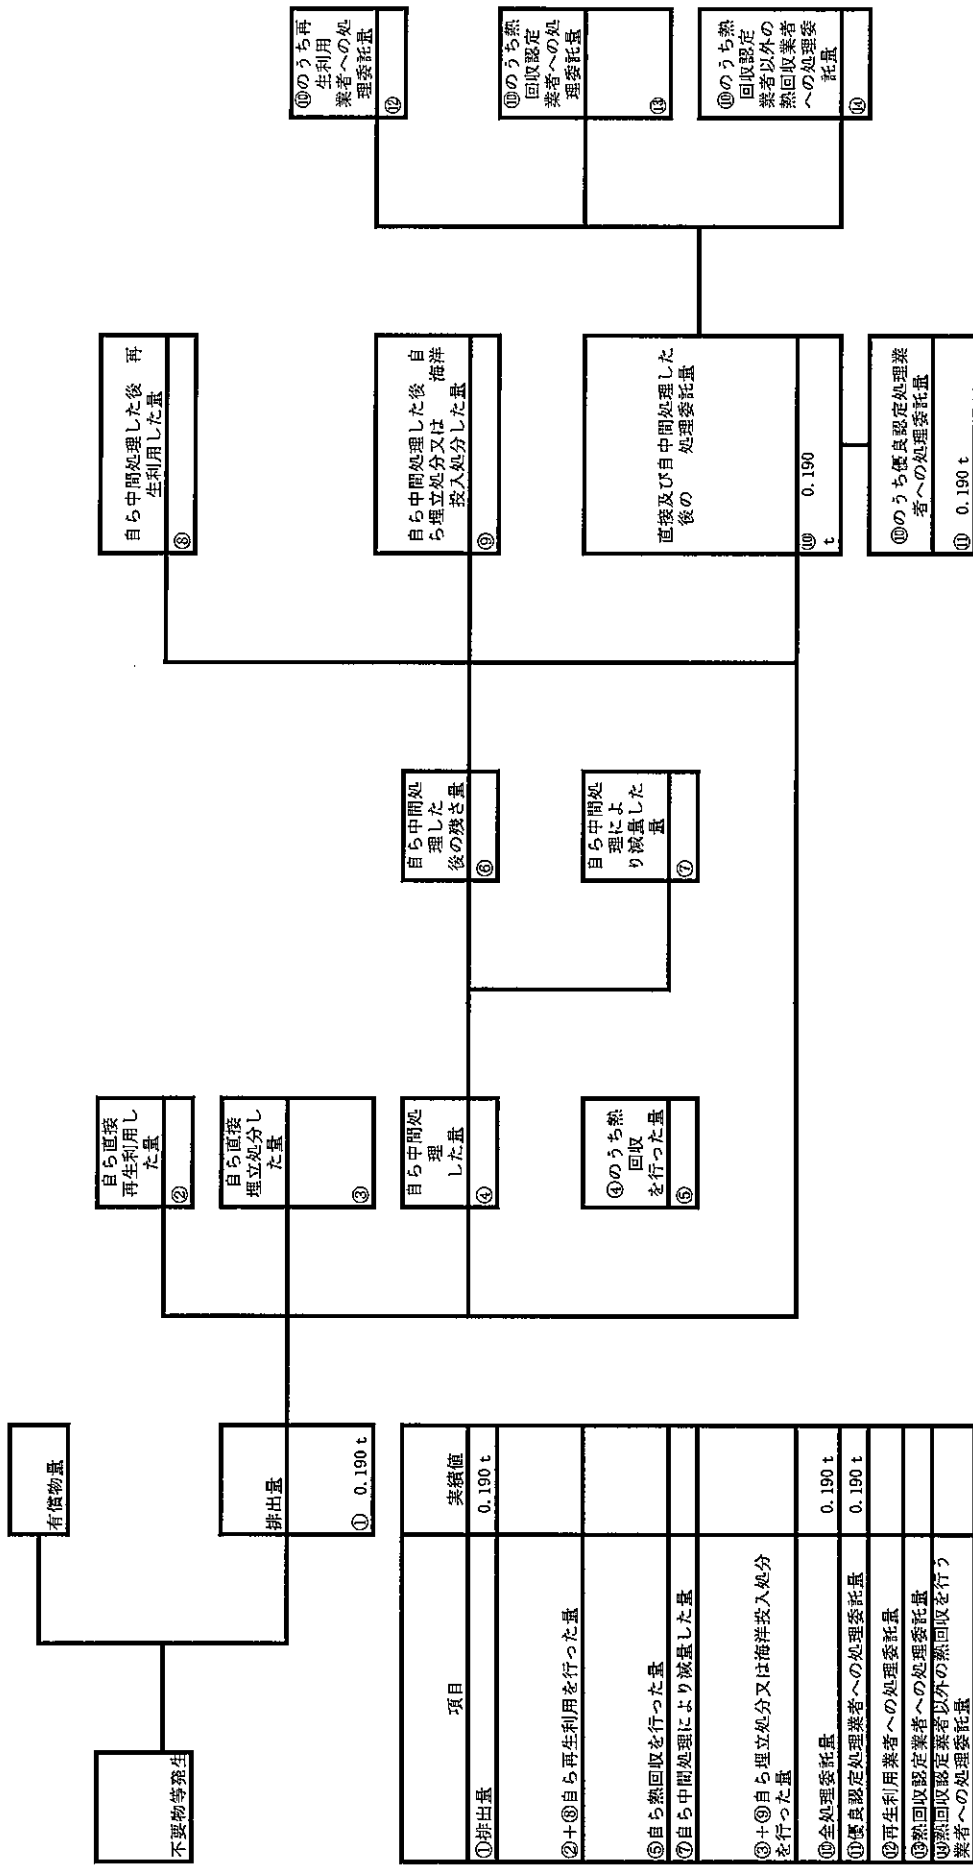 不要物等発生
有償物量
排出量
① 0.190 t
自ら直接
再生利用し
た量
②
自ら直接
埋立処分し
た量
③
自ら中間処
理
した量
④
④のうち熱
回収
を行った量
⑤
自ら中間処
理した
後の残さ量
⑥
自ら中間処
理によ
り減量した
量
⑦
自ら中間処理した後 再
生利用した量
⑧
自ら中間処理した後 自
ら埋立処分又は 海洋
投入処分した量
⑨
直接及び自中間処理した
後の 処理委託量
⑩ 0.190
t
⑩のうち優良認定処理業
者への処理委託量
⑪ 0.190 t
⑩のうち再
生利用
業者への処
理委託量
⑫
⑩のうち熱
回収認定
業者への処
理委託量
⑬
⑩のうち熱
回収認定
業者以外の
熱回収業者
への処理委
託量
⑭
項目 実績値
①排出量 0.190 t
②+⑧自ら再生利用を行った量
⑤自ら熱回収を行った量
⑦自ら中間処理により減量した量
③+⑨自ら埋立処分又は海洋投入処分
を行った量
⑩全処理委託量 0.190 t
⑪優良認定処理業者への処理委託量 0.190 t
⑫再生利用業者への処理委託量
⑬熱回収認定業者への処理委託量
⑭熱回収認定業者以外の熱回収を行う
業者への処理委託量